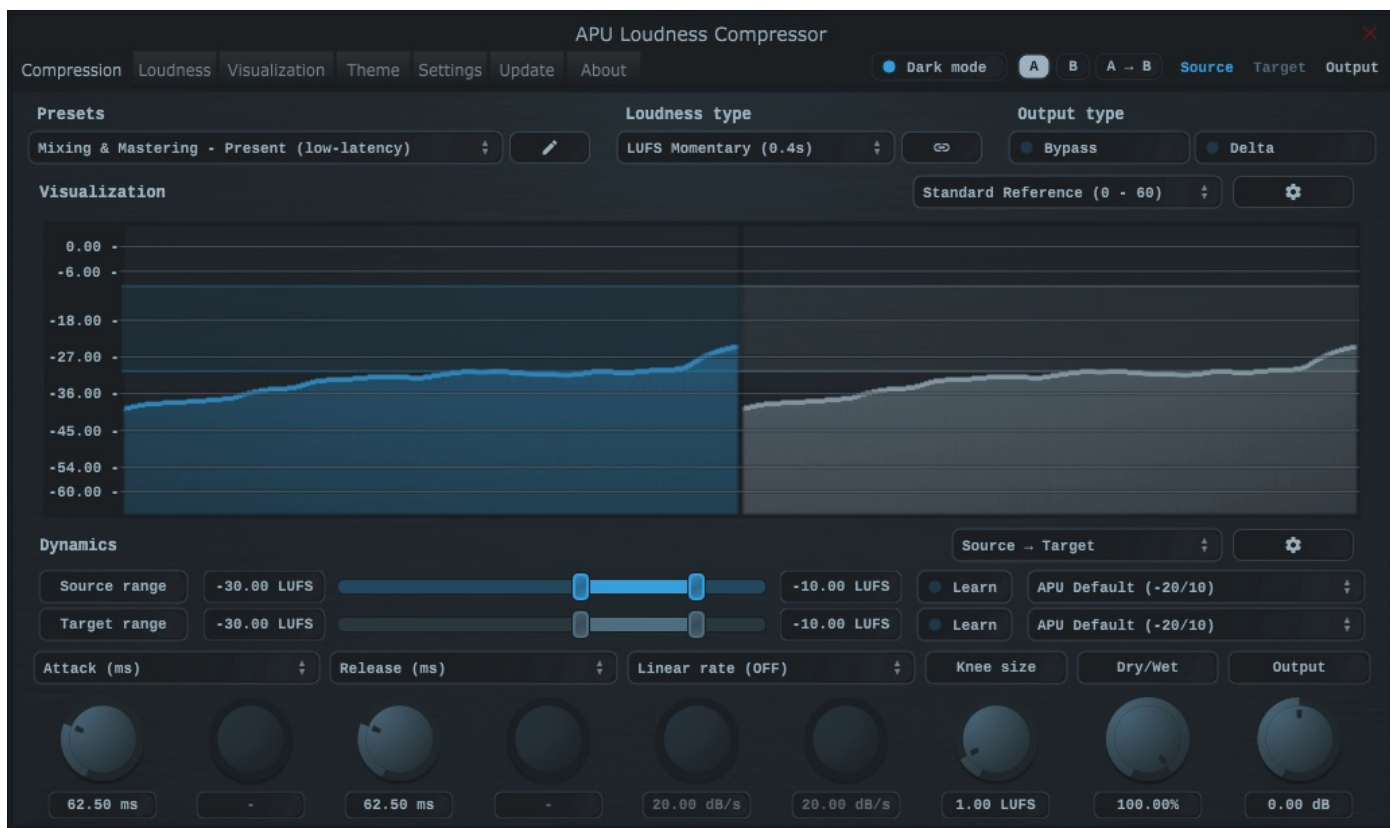 APU Loudness Compressor
Compression Loudness Visualization Theme Settings Update About
Dark mode A B A → B Source Target Output
Presets Loudness type Output type
Mixing & Mastering - Present (low-latency) LUFS Momentary (0.4s) Bypass Delta
Visualization Standard Reference (0 - 60)
0.00 -
-6.00 -
-18.00 -
-27.00 -
-36.00 -
-45.00 -
-54.00 -
-60.00 -
Dynamics Source → Target
Source range -30.00 LUFS -10.00 LUFS Learn APU Default (-20/10)
Target range -30.00 LUFS -10.00 LUFS Learn APU Default (-20/10)
Attack (ms) Release (ms) Linear rate (OFF) Knee size Dry/Wet Output
62.50 ms - 62.50 ms - 20.00 dB/s 20.00 dB/s 1.00 LUFS 100.00% 0.00 dB